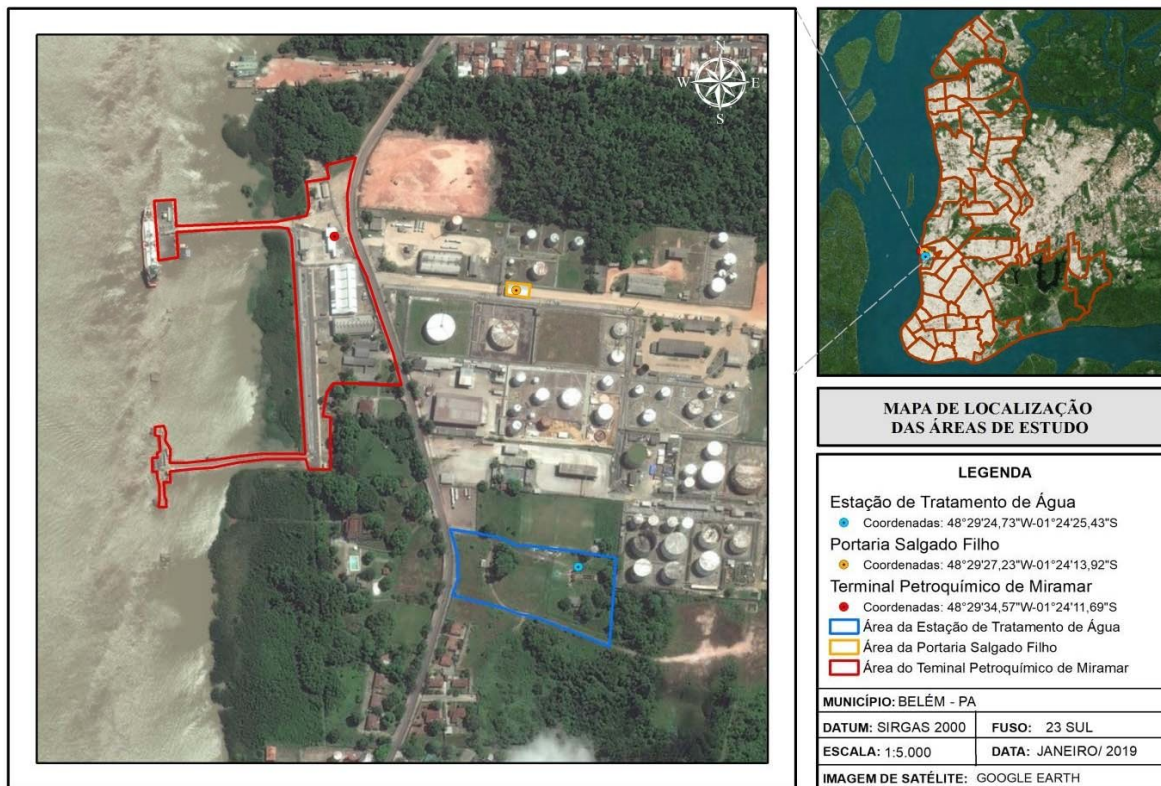 N
W E
S
MAPA DE LOCALIZAÇÃO
DAS ÁREAS DE ESTUDO
LEGENDA
Estação de Tratamento de Água
Coordenadas: 48°29'24,73"W-01°24'25,43"S
Portaria Salgado Filho
Coordenadas: 48°29'27,23"W-01°24'13,92"S
Terminal Petroquímico de Miramar
Coordenadas: 48°29'34,57"W-01°24'11,69"S
Área da Estação de Tratamento de Água
Área da Portaria Salgado Filho
Área do Teminal Petroquímico de Miramar
MUNICÍPIO: BELÉM - PA
DATUM: SIRGAS 2000 FUSO: 23 SUL
ESCALA: 1:5.000 DATA: JANEIRO/ 2019
IMAGEM DE SATÉLITE: GOOGLE EARTH